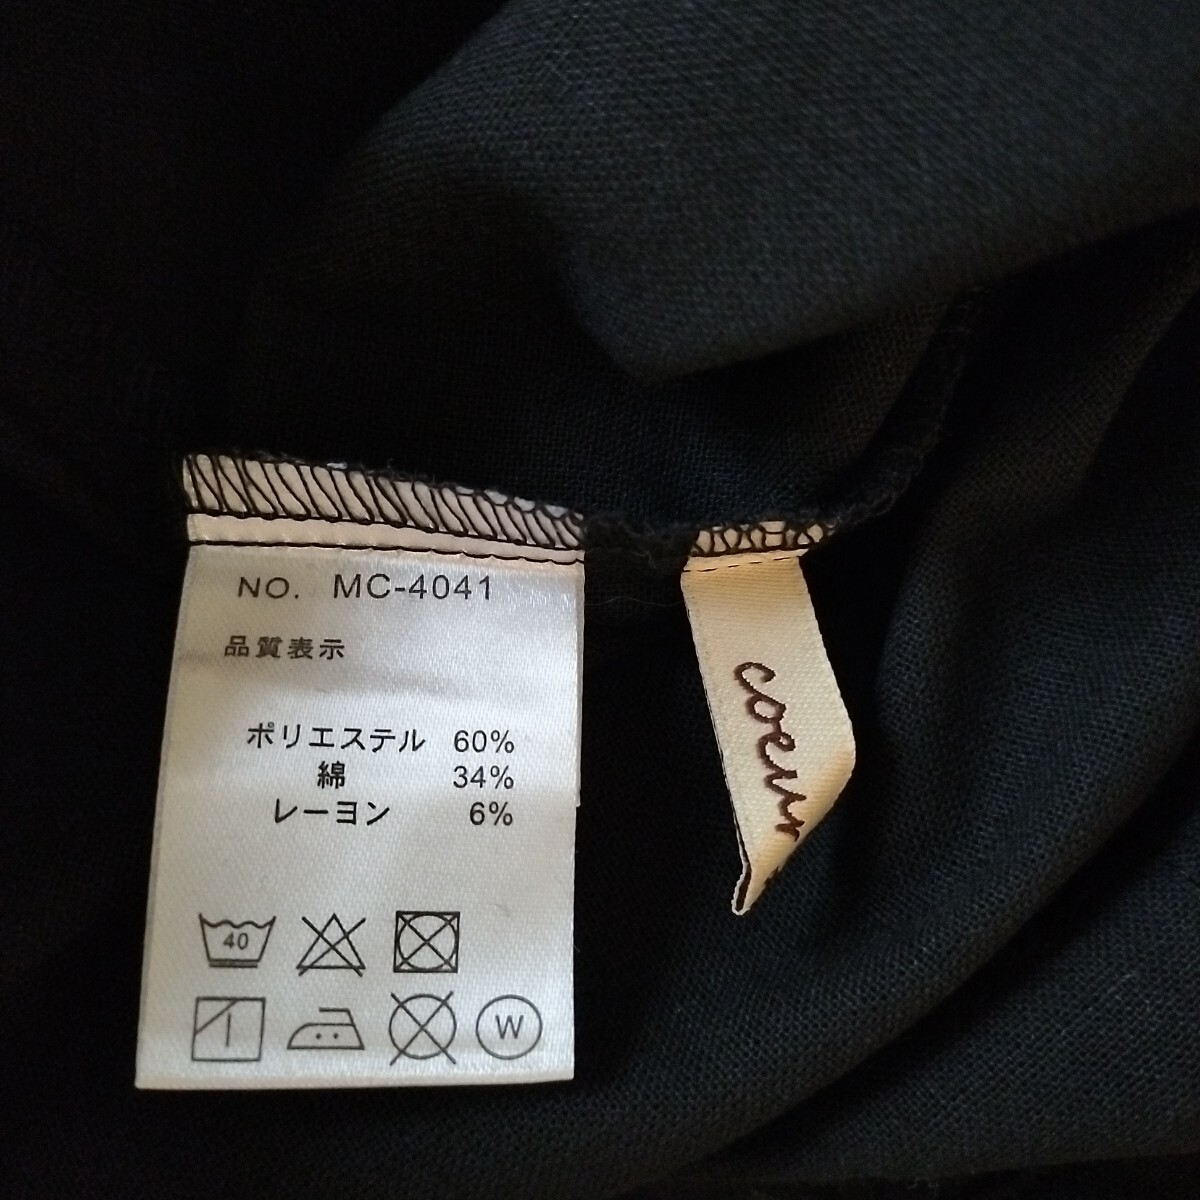 NO. MC-4041
品質表示
ポリエステル 60%
綿 34%
レーヨン 6%
40
W
coeur